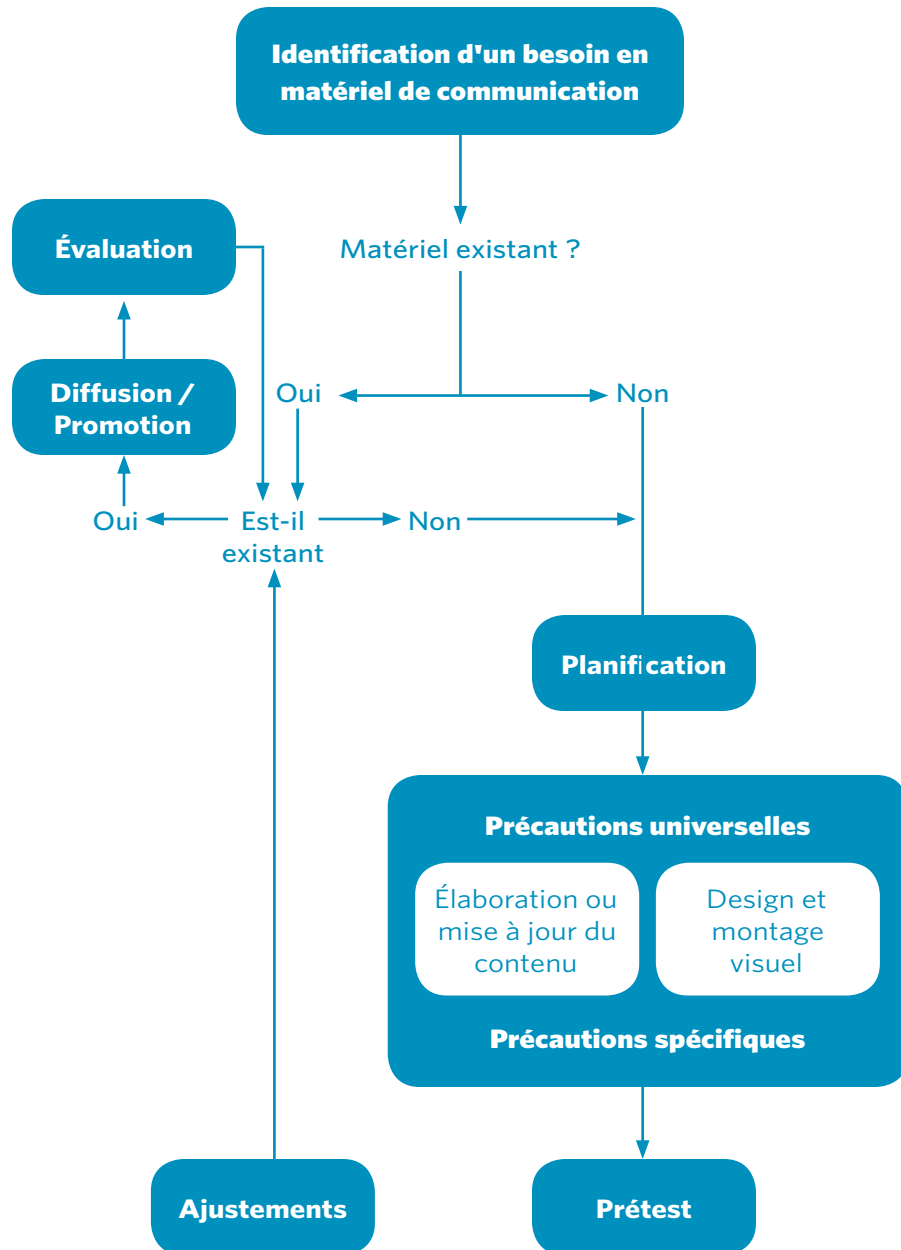 Identification d'un besoin en
matériel de communication
Évaluation
Matériel existant ?
Diffusion /
Promotion
Oui
Non
Oui
Est-il
existant
Non
Planification
Précautions universelles
Élaboration ou
mise à jour du
contenu
Design et
montage
visuel
Précautions spécifiques
Ajustements
Prétest